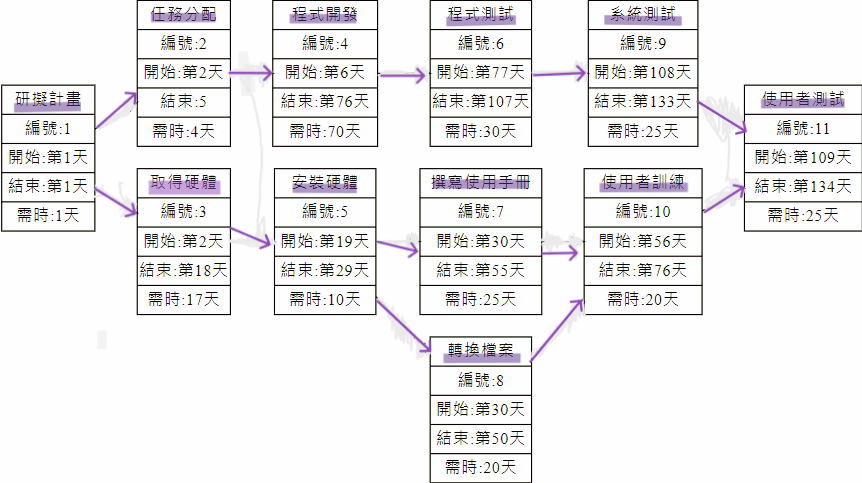 研擬計畫
編號:1
開始:第1天
結束:第1天
需時:1天
任務分配
編號:2
開始:第2天
結束:5
需時:4天
取得硬體
編號:3
開始:第2天
結束:第18天
需時:17天
程式開發
編號:4
開始:第6天
結束:第76天
需時:70天
安裝硬體
編號:5
開始:第19天
結束:第29天
需時:10天
程式測試
編號:6
開始:第77天
結束:第107天
需時:30天
撰寫使用手冊
編號:7
開始:第30天
結束:第55天
需時:25天
轉換檔案
編號:8
開始:第30天
結束:第50天
需時:20天
系統測試
編號:9
開始:第108天
結束:第133天
需時:25天
使用者訓練
編號:10
開始:第56天
結束:第76天
需時:20天
使用者測試
編號:11
開始:第109天
結束:第134天
需時:25天